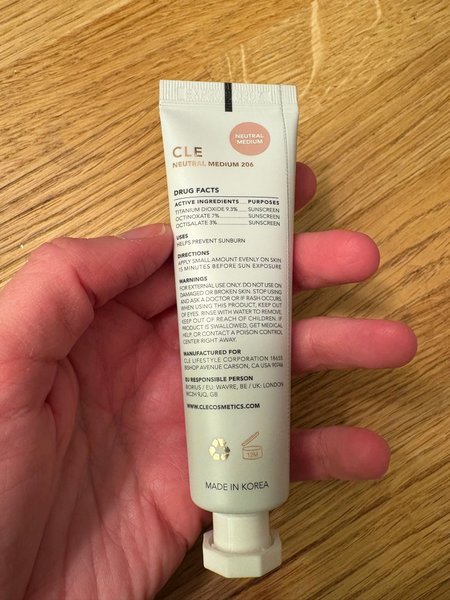 NEUTRAL
MEDIUM
CLE
NEUTRAL MEDIUM 206
DRUG FACTS
ACTIVE INGREDIENTS ... PURPOSES
TITANIUM DIOXIDE 9.3% ... SUNSCREEN
OCTINOXATE 7% ... SUNSCREEN
OCTISALATE 3% ... SUNSCREEN
USES
HELPS PREVENT SUNBURN
DIRECTIONS
APPLY SMALL AMOUNT EVENLY ON SKIN
15 MINUTES BEFORE SUN EXPOSURE.
WARNINGS
FOR EXTERNAL USE ONLY. DO NOT USE ON
DAMAGED OR BROKEN SKIN. STOP USING
AND ASK A DOCTOR IF RASH OCCURS.
WHEN USING THIS PRODUCT, KEEP OUT
OF EYES. RINSE WITH WATER TO REMOVE.
KEEP OUT OF REACH OF CHILDREN. IF
PRODUCT IS SWALLOWED, GET MEDICAL
HELP, OR CONTACT A POISON CONTROL
CENTER RIGHT AWAY.
MANUFACTURED FOR
CLE LIFESTYLE CORPORATION 18455
BISHOP AVENUE CARSON, CA USA 90746
EU RESPONSIBLE PERSON
/ EU: WAVRE, BE / UK: LONDON
WC2H 9JQ, GB
WWW.CLECOSMETICS.COM
12M
MADE IN KOREA